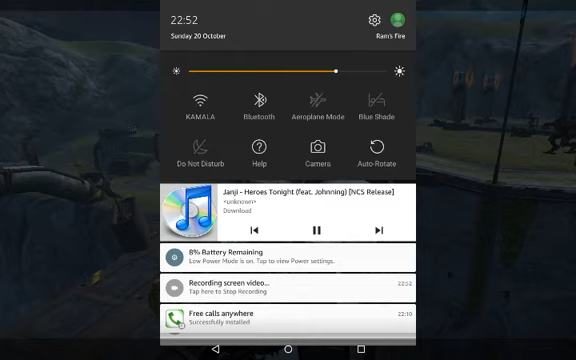 22:52
Sunday 20 October
Ram's Fire
KAMALA
Bluetooth
Aeroplane Mode
Blue Shade
Do Not Disturb
Help
Camera
Auto-Rotate
Janji - Heroes Tonight (feat. Johnning) [NCS Release]
<unknown>
Download
8% Battery Remaining
Low Power Mode is on. Tap to view Power settings.
Recording screen video...
22:52
Tap here to Stop Recording
Free calls anywhere
22:10
Successfully installed